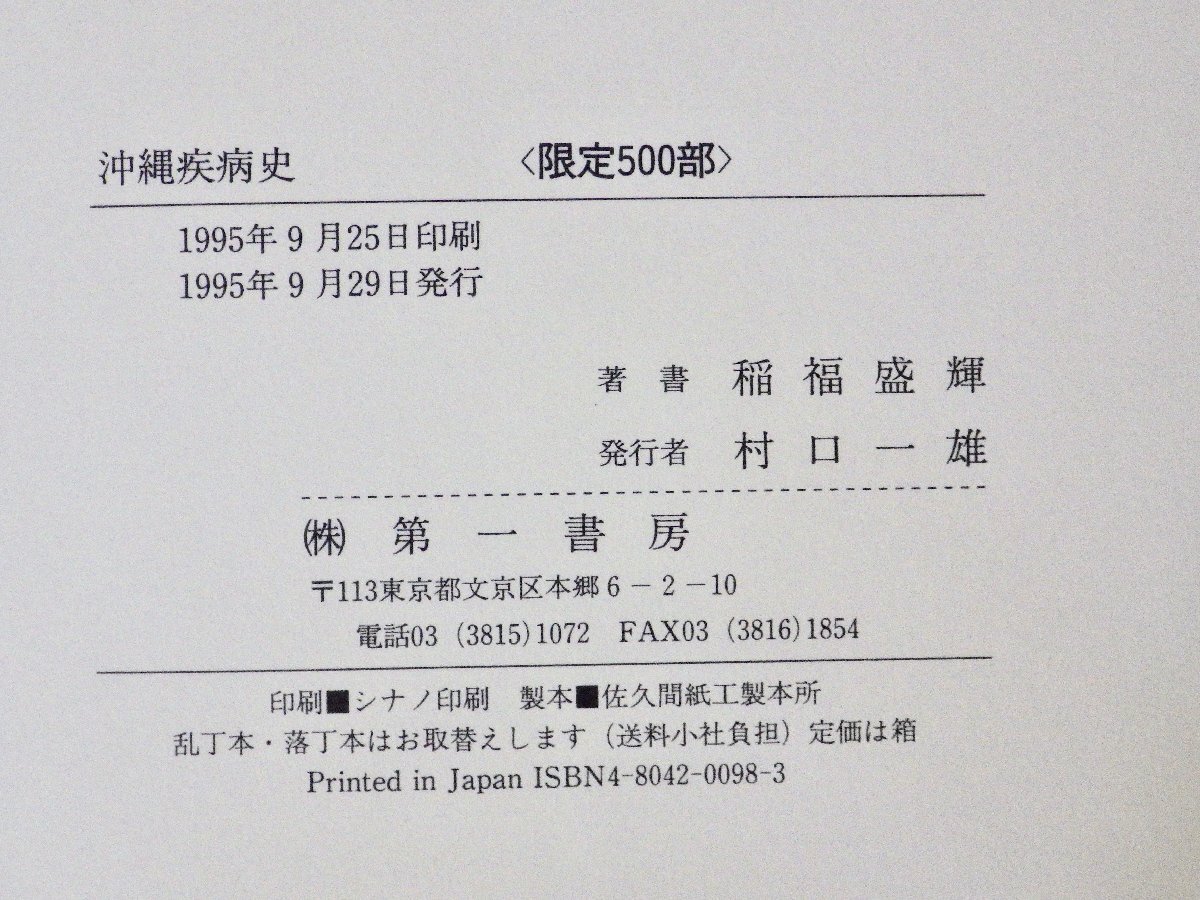 沖縄疾病史 〈限定500部〉
1995年9月25日印刷
1995年9月29日発行
著書 稲福盛輝
発行者 村口一雄
㈱ 第一書房
〒113東京都文京区本郷6-2-10
電話03 (3815)1072 FAX03 (3816)1854
印刷■シナノ印刷 製本■佐久間紙工製本所
乱丁本・落丁本はお取替えします (送料小社負担) 定価は箱
Printed in Japan ISBN4-8042-0098-3